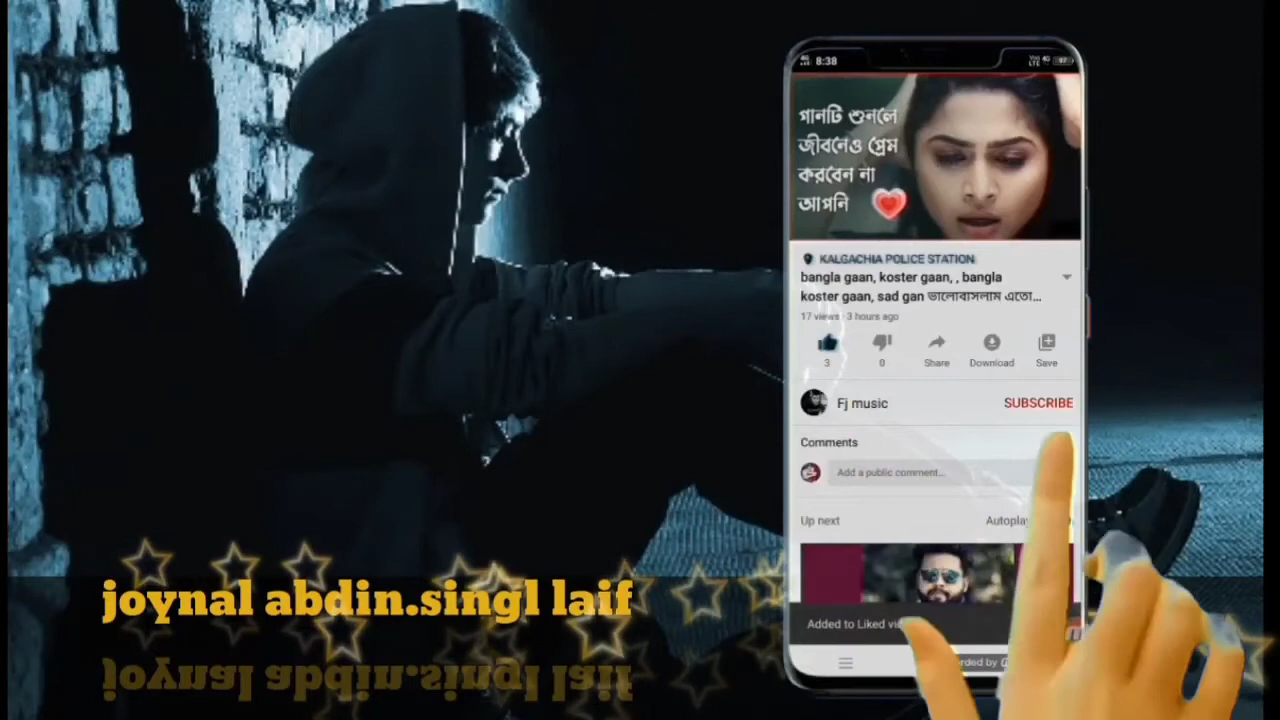 8:38
গানটি শুনলে
জীবনেও প্রেম
করবেন না
আপনি
KALGACHIA POLICE STATION
bangla gaan, koster gaan, , bangla
koster gaan, sad gan ভালোবাসলাম এতো...
17 views · 3 hours ago
3
0
Share
Download
Save
Fj music
SUBSCRIBE
Comments
Add a public comment...
Up next
Autoplay
Added to Liked
joynal abdin.singl laif
joynal abdin.singl laif